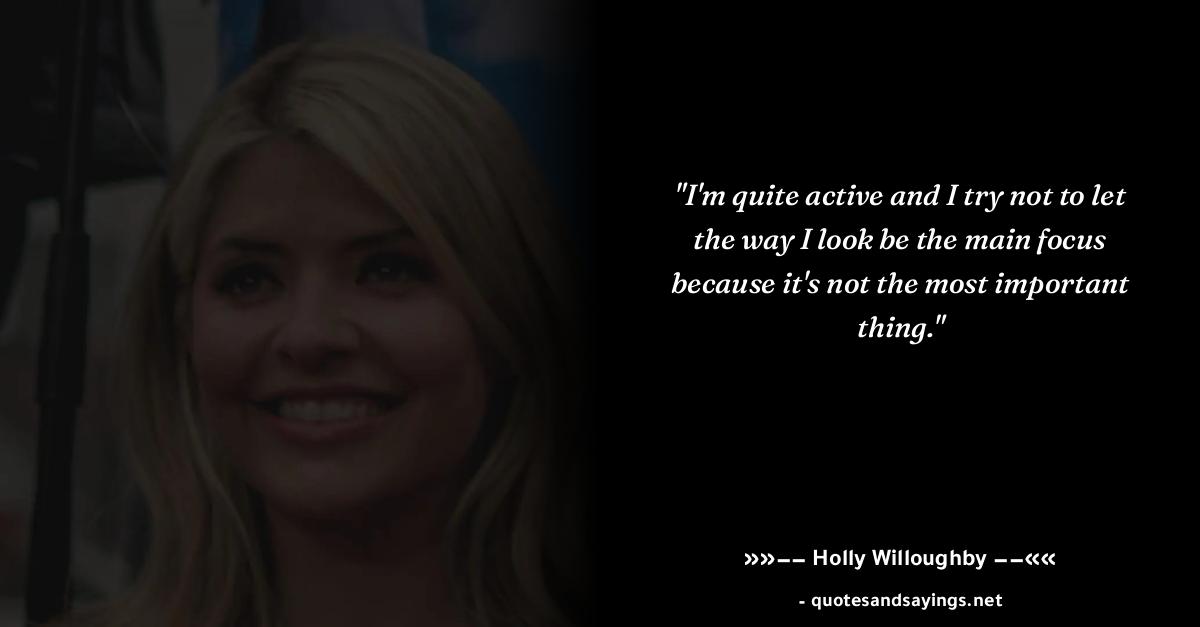 "I'm quite active and I try not to let
the way I look be the main focus
because it's not the most important
thing."
»»–– Holly Willoughby ––««
- quotesandsayings.net